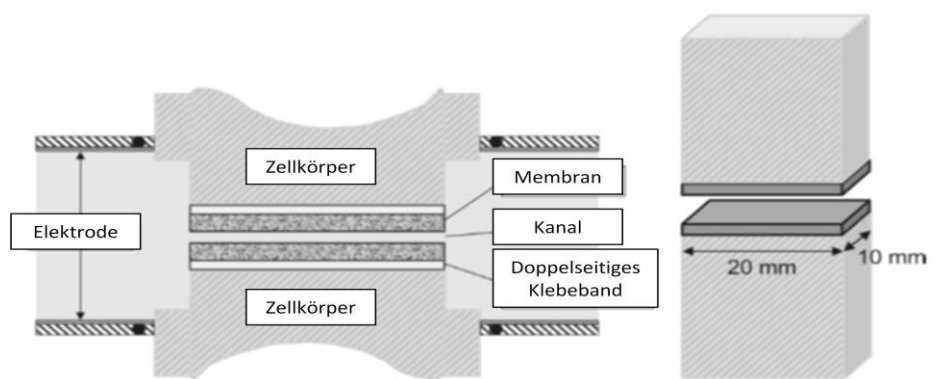 Zellkörper
Membran
Elektrode
Kanal
Doppelseitiges
Klebeband
Zellkörper
20 mm
10 mm